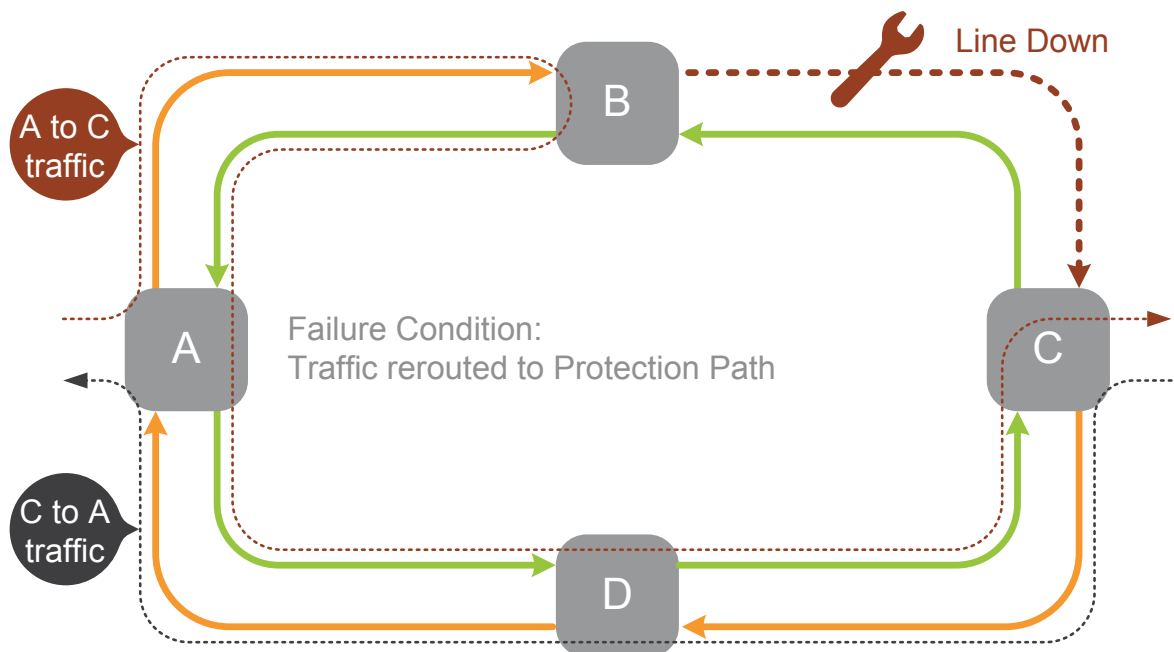 Line Down
B
A to C
traffic
A
Failure Condition:
Traffic rerouted to Protection Path
C
C to A
traffic
D